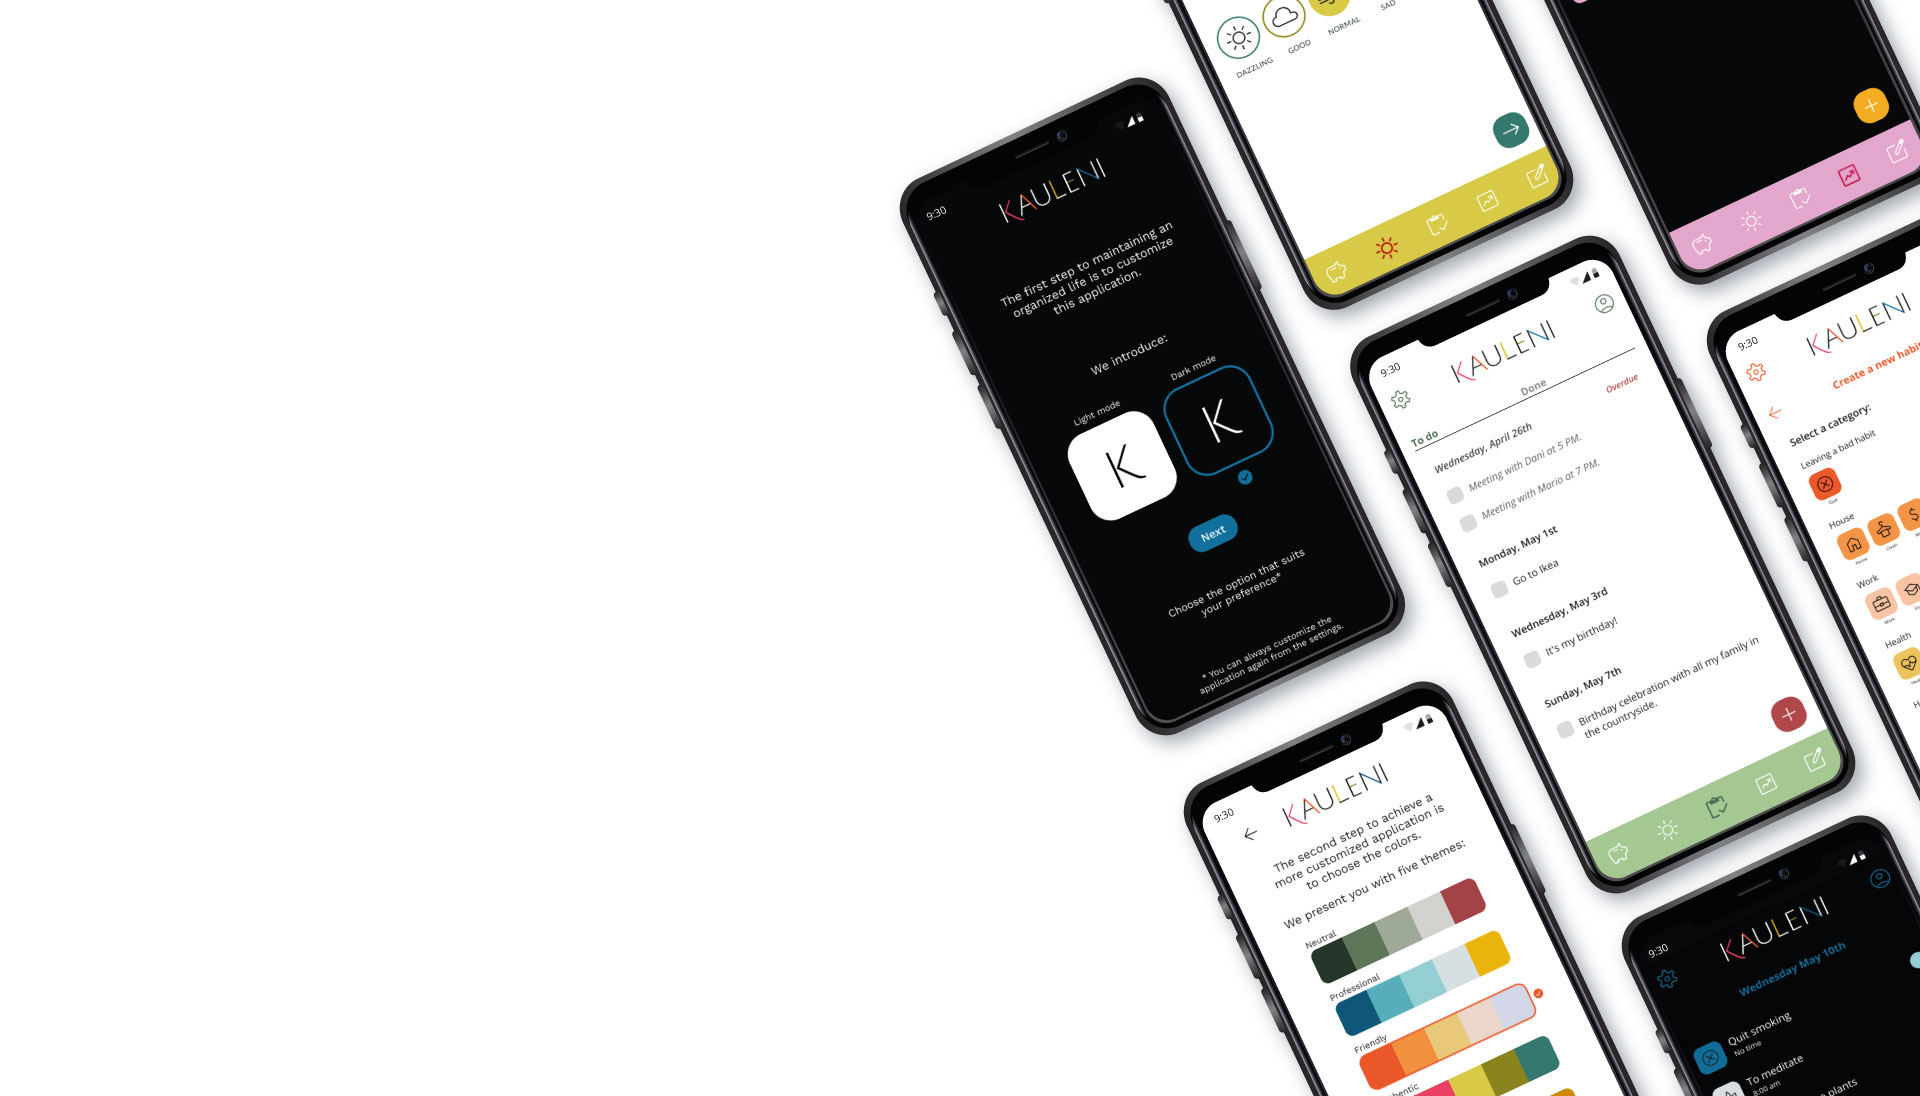 DAZZLING
GOOD
NORMAL
SAD
9:30
KAULENI
The first step to maintaining an
organized life is to customize
this application.
We introduce:
Light mode
Dark mode
K
K
Next
Choose the option that suits
your preference*
* You can always customize the
application again from the settings.
9:30
KAULENI
To do
Done
Overdue
Wednesday, April 26th
Meeting with Dani at 5 PM.
Meeting with Mario at 7 PM.
Monday, May 1st
Go to Ikea
Wednesday, May 3rd
It's my birthday!
Sunday, May 7th
Birthday celebration with all my family in
the countryside.
9:30
KAULENI
Create a new habit
Select a category:
Leaving a bad habit
Quit
House
Home
Clean
Work
Work
Health
9:30
KAULENI
The second step to achieve a
more customized application is
to choose the colors.
We present you with five themes:
Neutral
Professional
Friendly
9:30
KAULENI
Wednesday May 10th
Quit smoking
No time
To meditate
8:00 am
plants